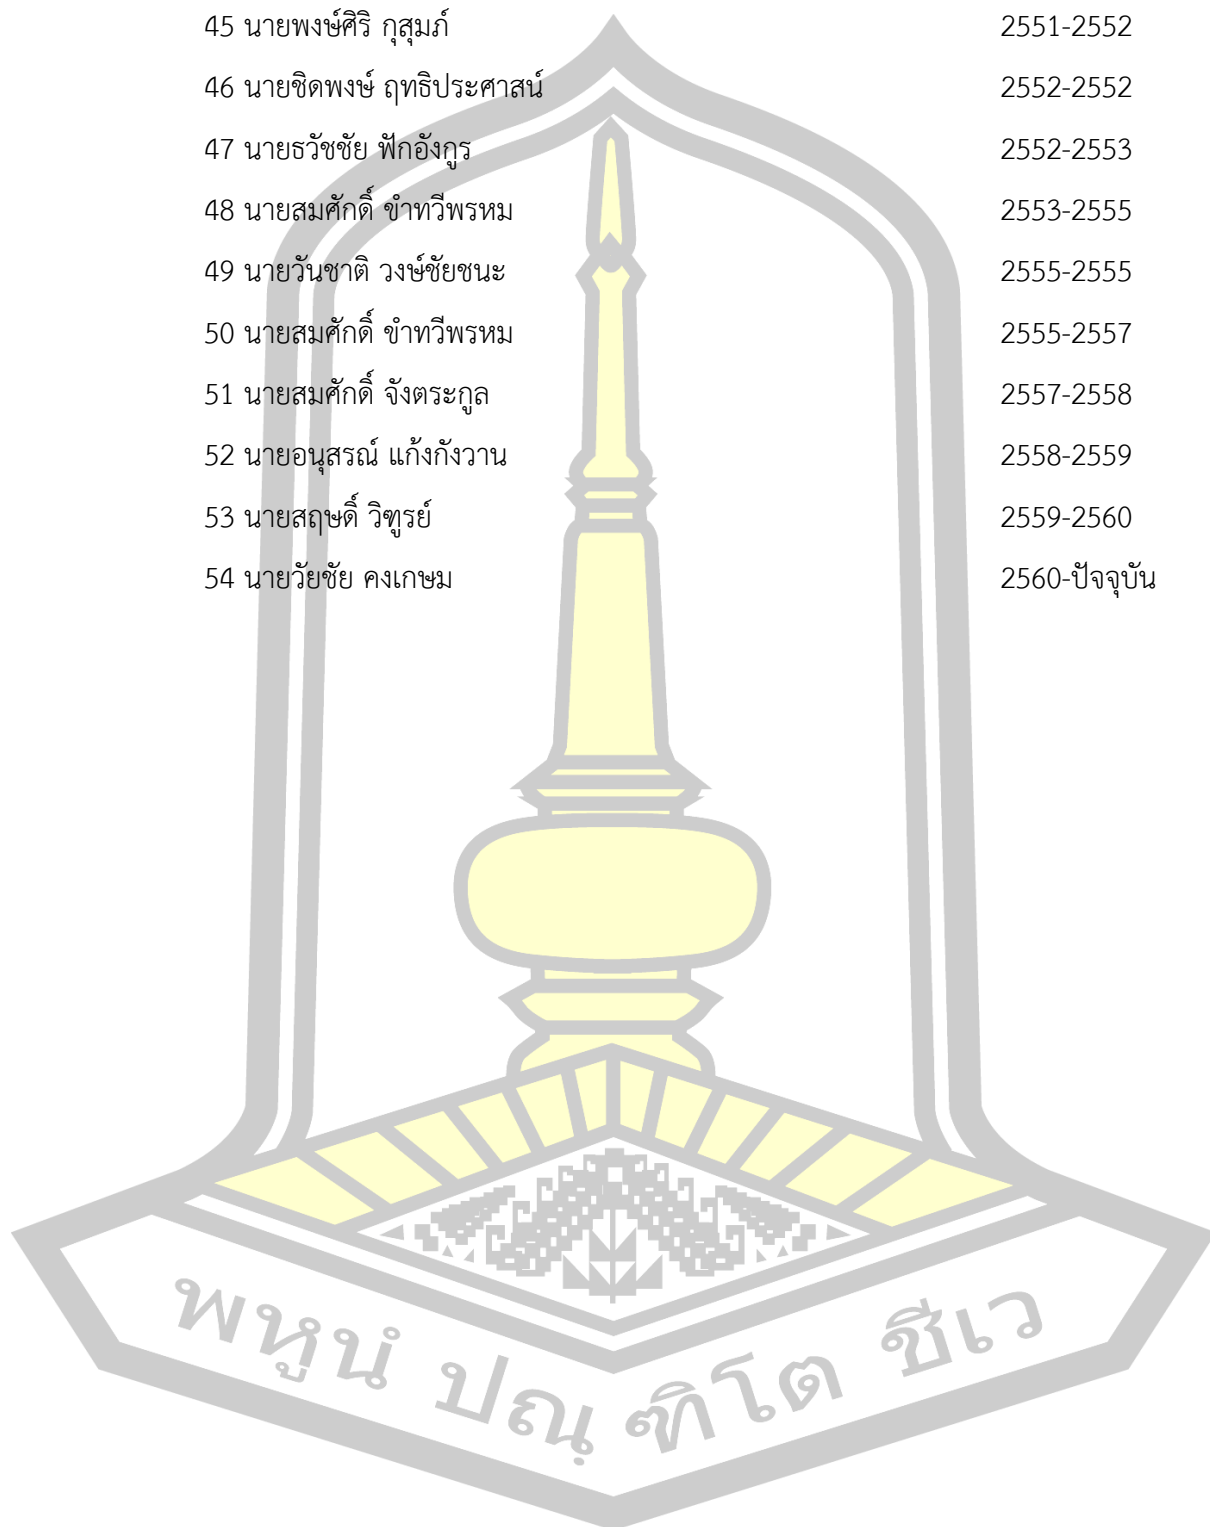 45 นายพงษ์ศิริ กุสุมภ์ 2551-2552
46 นายชิดพงษ์ ฤทธิประศาสน์ 2552-2552
47 นายธวัชชัย ฟักอังกูร 2552-2553
48 นายสมศักดิ์ ขำทวีพรหม 2553-2555
49 นายวันชาติ วงษ์ชัยชนะ 2555-2555
50 นายสมศักดิ์ ขำทวีพรหม 2555-2557
51 นายสมศักดิ์ จังตระกูล 2557-2558
52 นายอนุสรณ์ แก้งกังวาน 2558-2559
53 นายสฤษดิ์ วิฑูรย์ 2559-2560
54 นายวัยชัย คงเกษม 2560-ปัจจุบัน
พหูนํ ปณฺฑิโต ชีเว